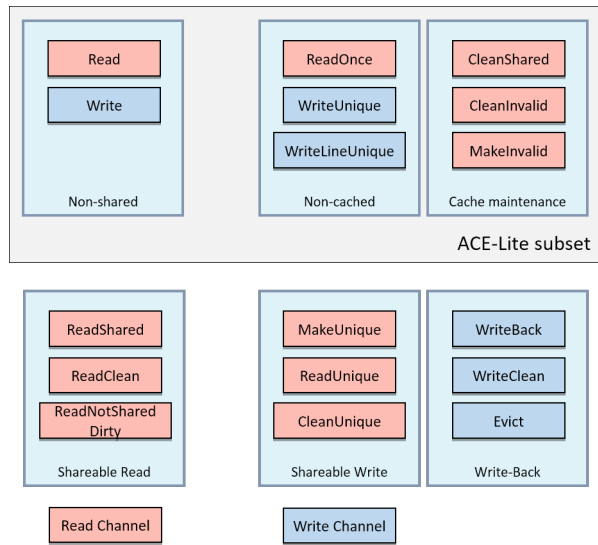 Read
Write
Non-shared
ReadOnce
WriteUnique
WriteLineUnique
Non-cached
CleanShared
CleanInvalid
MakeInvalid
Cache maintenance
ACE-Lite subset
ReadShared
ReadClean
ReadNotShared
Dirty
Shareable Read
MakeUnique
ReadUnique
CleanUnique
Shareable Write
WriteBack
WriteClean
Evict
Write-Back
Read Channel
Write Channel